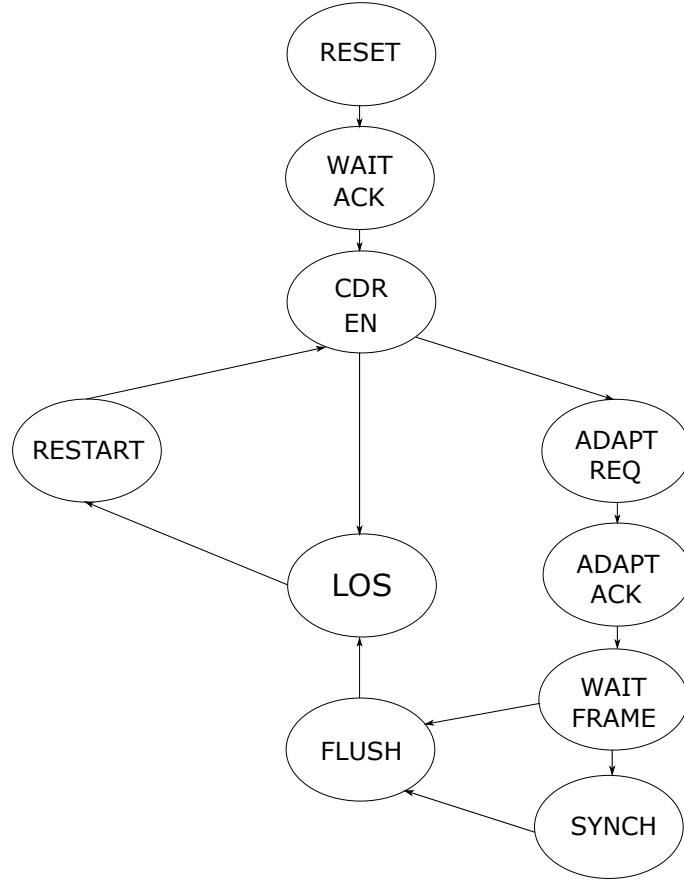 RESET
WAIT
ACK
CDR
EN
RESTART
ADAPT
REQ
LOS
ADAPT
ACK
WAIT
FRAME
FLUSH
SYNCH